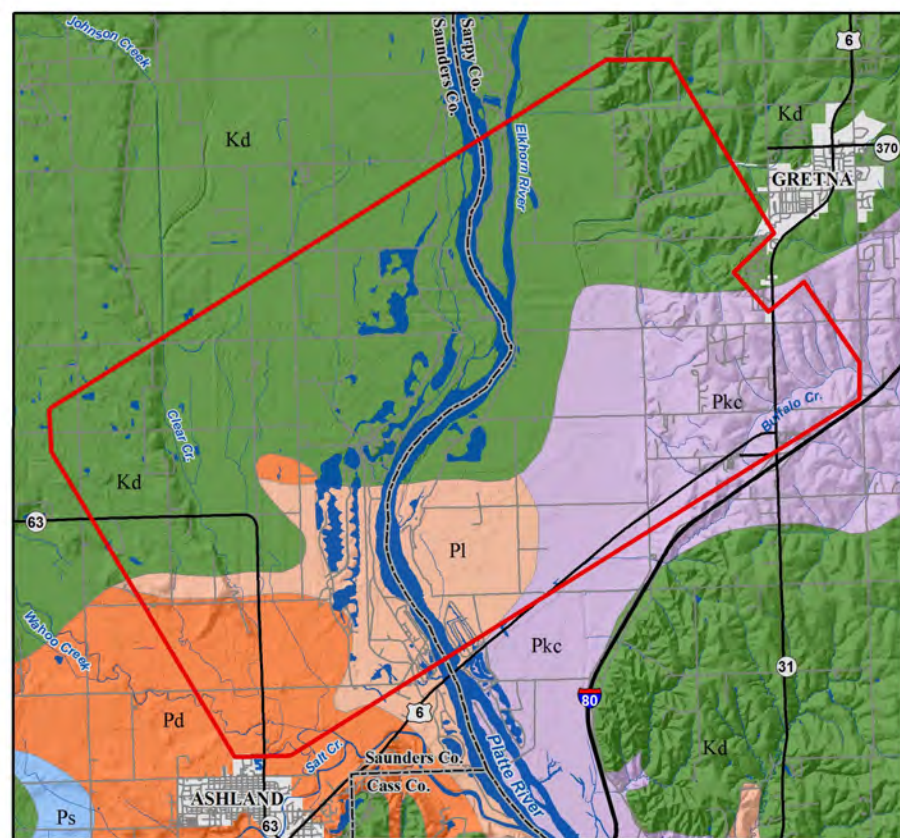 Johnson Creek
Sarpy Co.
Saunders Co.
6
Kd
Kd
Elkhorn River
370
GRETNA
Clear Cr.
Pkc
Buffalo Cr.
Kd
63
Pl
Wahoo Creek
Pkc
31
80
6
Pd
Kd
Salt Cr.
Saunders Co.
Platte River
Cass Co.
ASHLAND
Ps
63